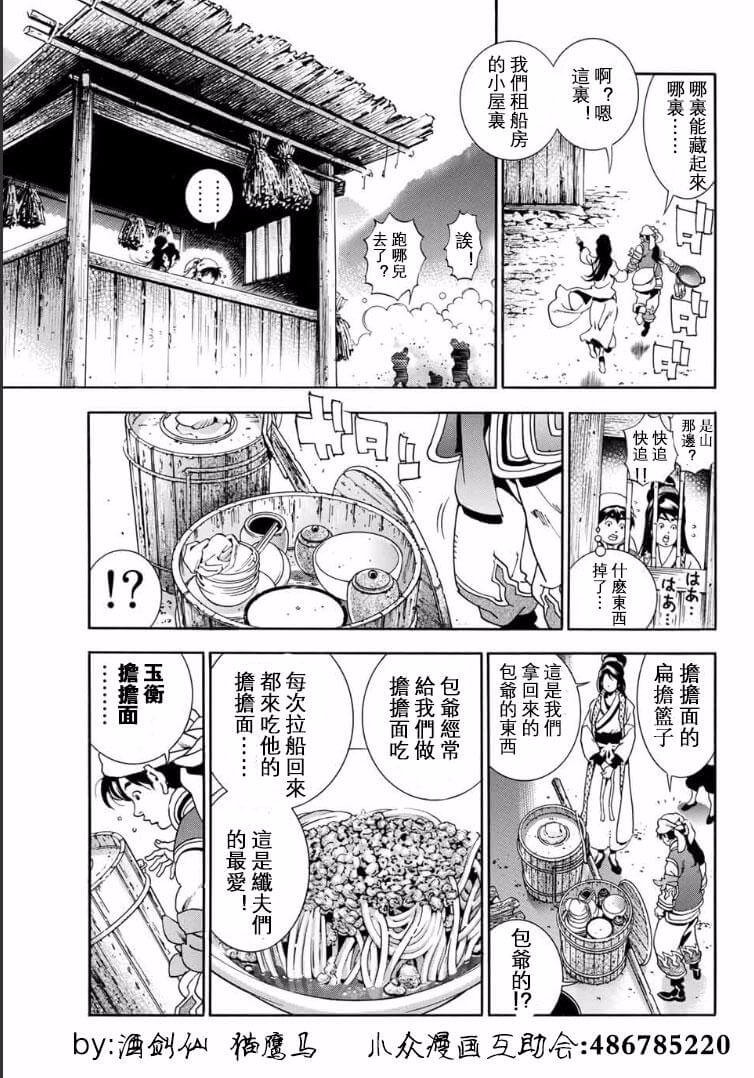 哪裏能藏起來
哪裏……
啊？嗯
這裏！
我們租船房
的小屋裏
誒！
跑哪兒
去了？
……
是山
那邊？
快追
快追！！
はぁ…
はぁ…
什麽東西
掉了…
！？
擔擔面的
扁擔籃子
這是我們
拿回來的
包爺的東西
包爺的！？
包爺經常
給我們做
擔擔面吃
每次拉船回來
都來吃他的
擔擔面……
這是纖夫們
的最愛！
玉衡
擔擔面
………
by:酒剑仙 猫鹰马 小众漫画互助会:486785220